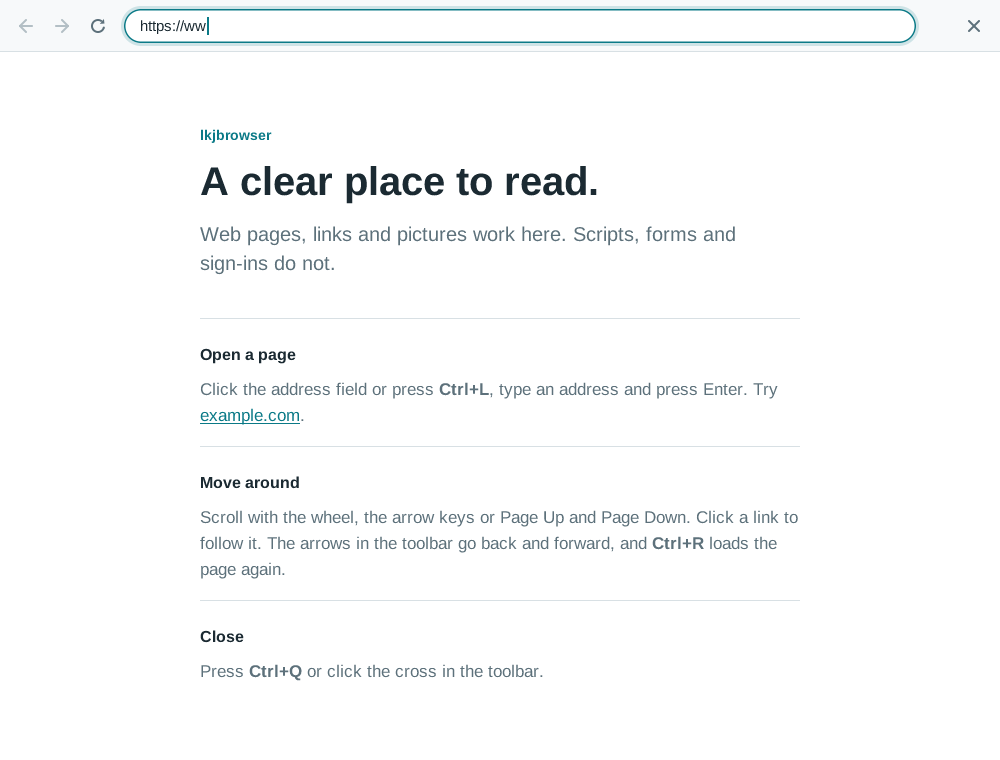 https://ww
lkjbrowser
A clear place to read.
Web pages, links and pictures work here. Scripts, forms and
sign-ins do not.
Open a page
Click the address field or press Ctrl+L, type an address and press Enter. Try
example.com.
Move around
Scroll with the wheel, the arrow keys or Page Up and Page Down. Click a link to
follow it. The arrows in the toolbar go back and forward, and Ctrl+R loads the
page again.
Close
Press Ctrl+Q or click the cross in the toolbar.